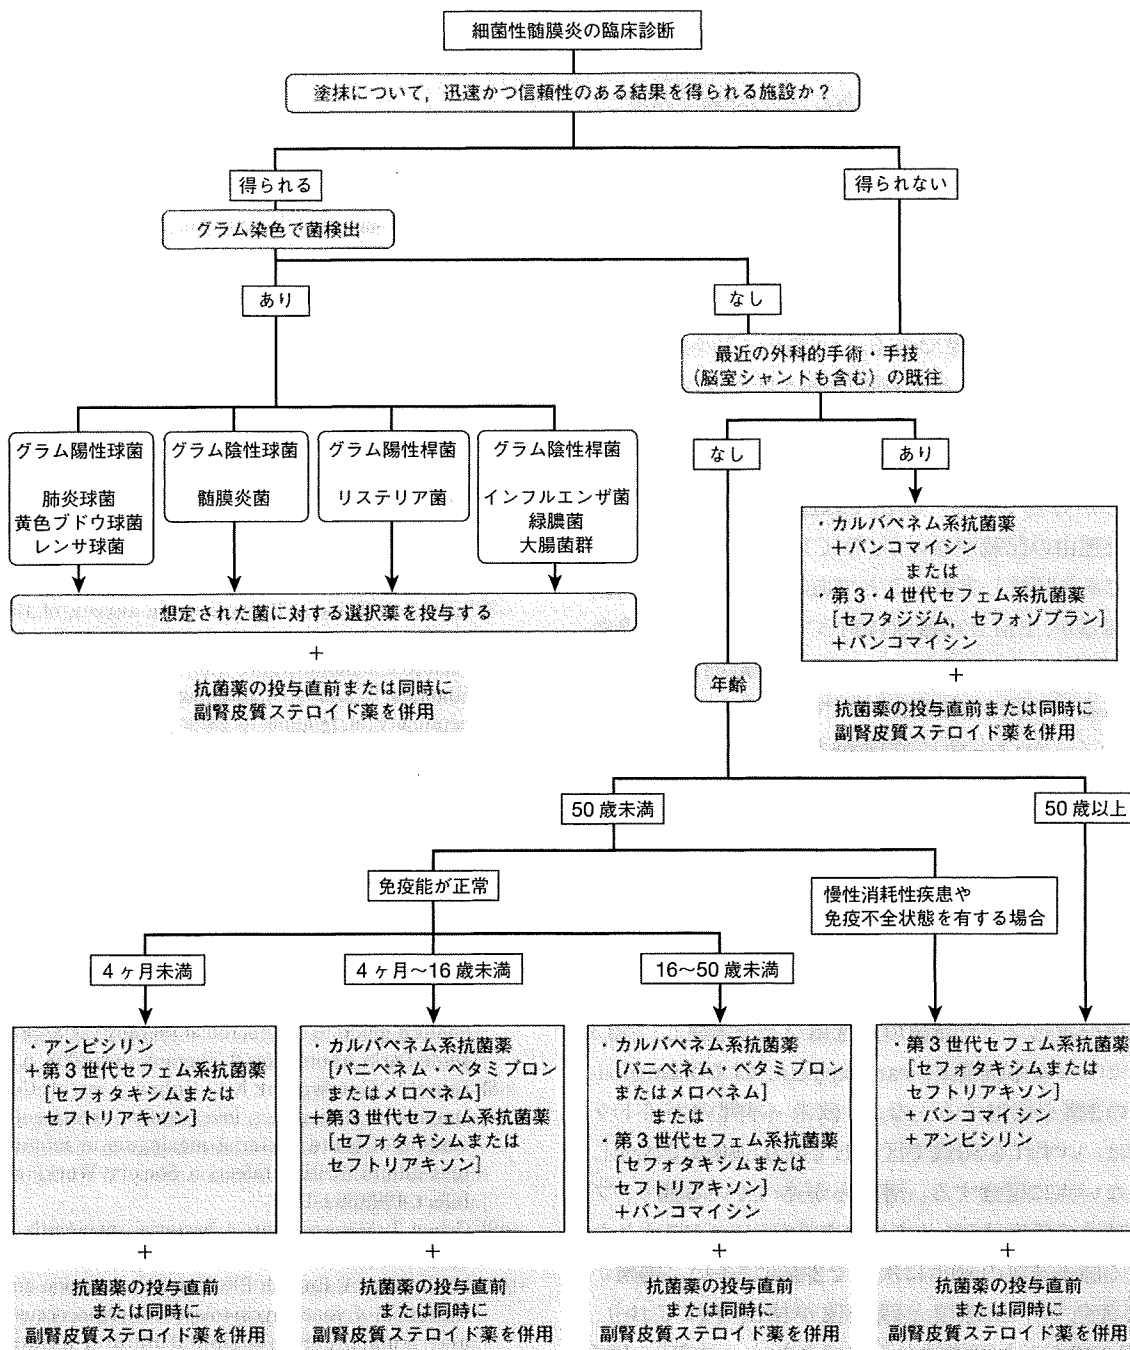 細菌性髄膜炎の臨床診断
塗抹について，迅速かつ信頼性のある結果を得られる施設か？
得られる
得られない
グラム染色で菌検出
あり
なし
最近の外科的手術・手技
（脳室シャントも含む）の既往
グラム陽性球菌
肺炎球菌
黄色ブドウ球菌
レンサ球菌
グラム陰性球菌
髄膜炎菌
グラム陽性桿菌
リステリア菌
グラム陰性桿菌
インフルエンザ菌
緑膿菌
大腸菌群
想定された菌に対する選択薬を投与する
+
抗菌薬の投与直前または同時に
副腎皮質ステロイド薬を併用
なし
あり
・カルバペネム系抗菌薬
＋バンコマイシン
または
・第3・4世代セフェム系抗菌薬
[セフタジジム，セフォゾプラン]
＋バンコマイシン
+
抗菌薬の投与直前または同時に
副腎皮質ステロイド薬を併用
年齢
50歳未満
50歳以上
免疫能が正常
慢性消耗性疾患や
免疫不全状態を有する場合
4ヶ月未満
4ヶ月〜16歳未満
16〜50歳未満
・アンピシリン
＋第3世代セフェム系抗菌薬
[セフォタキシムまたは
セフトリアキソン]
+
抗菌薬の投与直前
または同時に
副腎皮質ステロイド薬を併用
・カルバペネム系抗菌薬
[パニペネム・ベタミプロン
またはメロペネム]
＋第3世代セフェム系抗菌薬
[セフォタキシムまたは
セフトリアキソン]
+
抗菌薬の投与直前
または同時に
副腎皮質ステロイド薬を併用
・カルバペネム系抗菌薬
[パニペネム・ベタミプロン
またはメロペネム]
または
・第3世代セフェム系抗菌薬
[セフォタキシムまたは
セフトリアキソン]
＋バンコマイシン
+
抗菌薬の投与直前
または同時に
副腎皮質ステロイド薬を併用
・第3世代セフェム系抗菌薬
[セフォタキシムまたは
セフトリアキソン]
＋バンコマイシン
＋アンピシリン
+
抗菌薬の投与直前
または同時に
副腎皮質ステロイド薬を併用